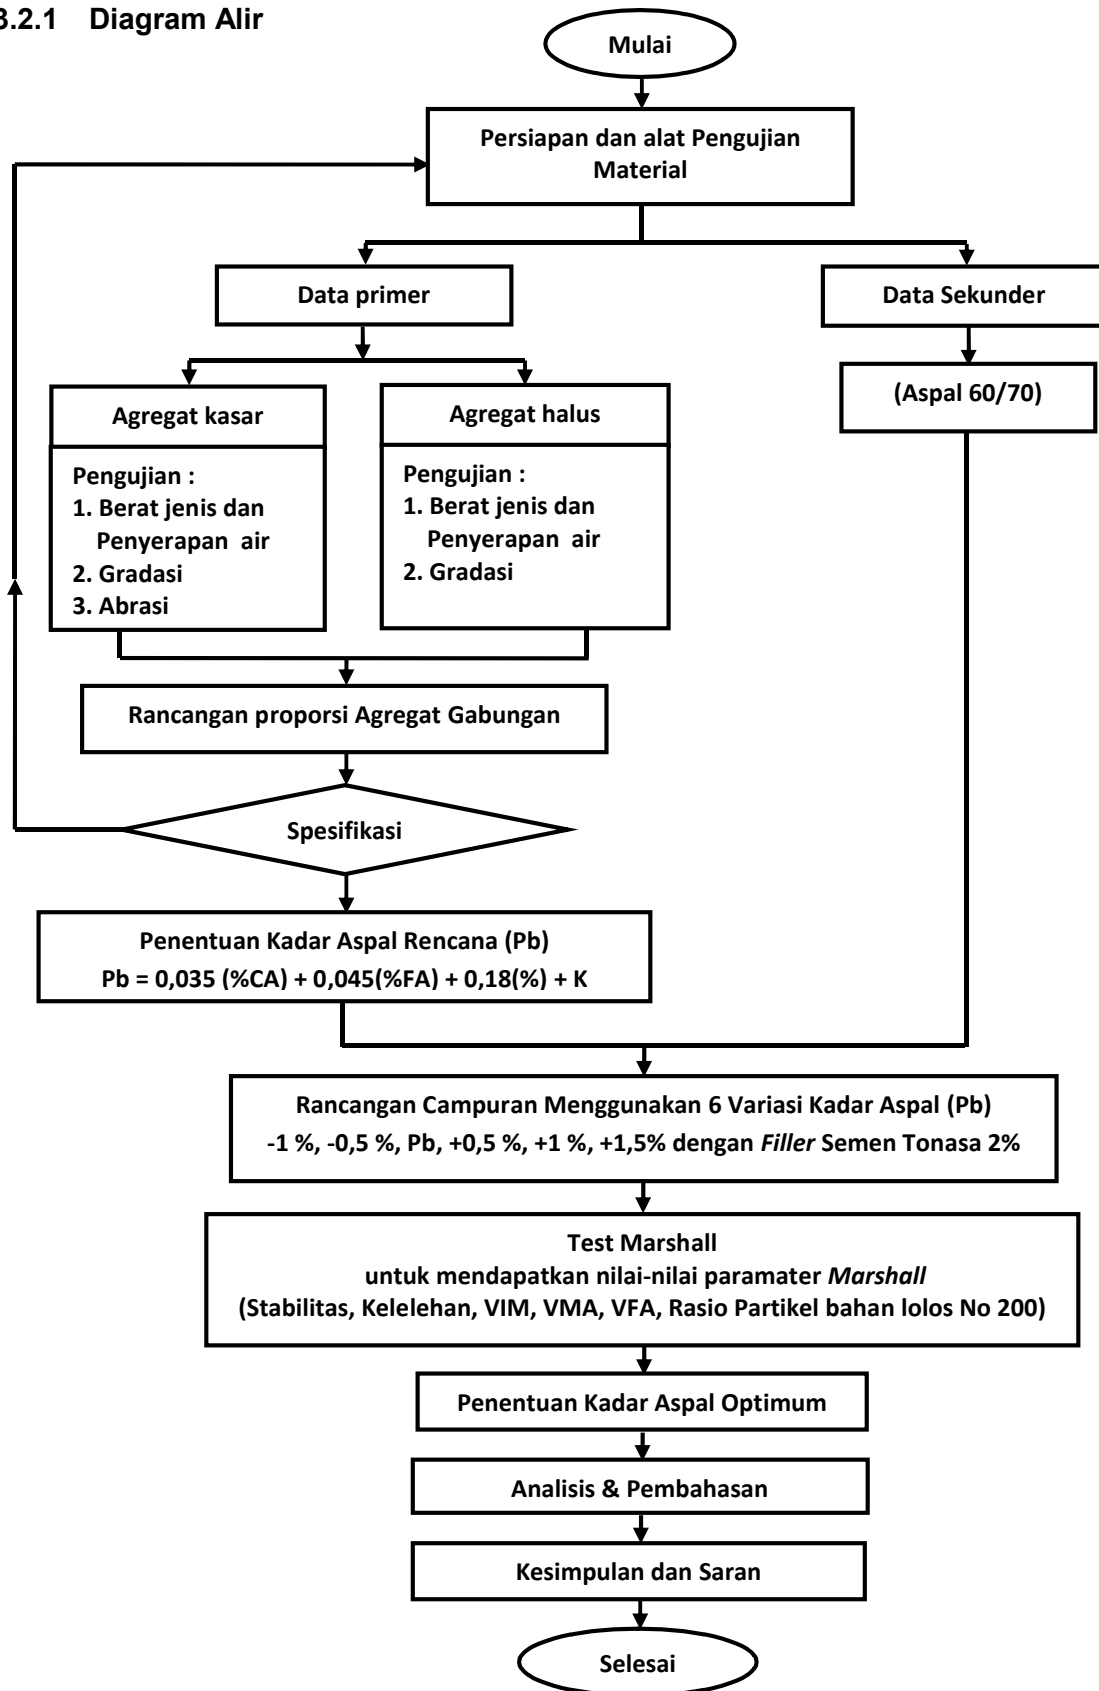 3.2.1 Diagram Alir
Mulai
Persiapan dan alat Pengujian
Material
Data primer
Data Sekunder
Agregat kasar
Agregat halus
(Aspal 60/70)
Pengujian :
1. Berat jenis dan
Penyerapan air
2. Gradasi
3. Abrasi
Pengujian :
1. Berat jenis dan
Penyerapan air
2. Gradasi
Rancangan proporsi Agregat Gabungan
Spesifikasi
Penentuan Kadar Aspal Rencana (Pb)
Pb = 0,035 (%CA) + 0,045(%FA) + 0,18(%) + K
Rancangan Campuran Menggunakan 6 Variasi Kadar Aspal (Pb)
-1 %, -0,5 %, Pb, +0,5 %, +1 %, +1,5% dengan Filler Semen Tonasa 2%
Test Marshall
untuk mendapatkan nilai-nilai paramater Marshall
(Stabilitas, Kelelehan, VIM, VMA, VFA, Rasio Partikel bahan lolos No 200)
Penentuan Kadar Aspal Optimum
Analisis & Pembahasan
Kesimpulan dan Saran
Selesai